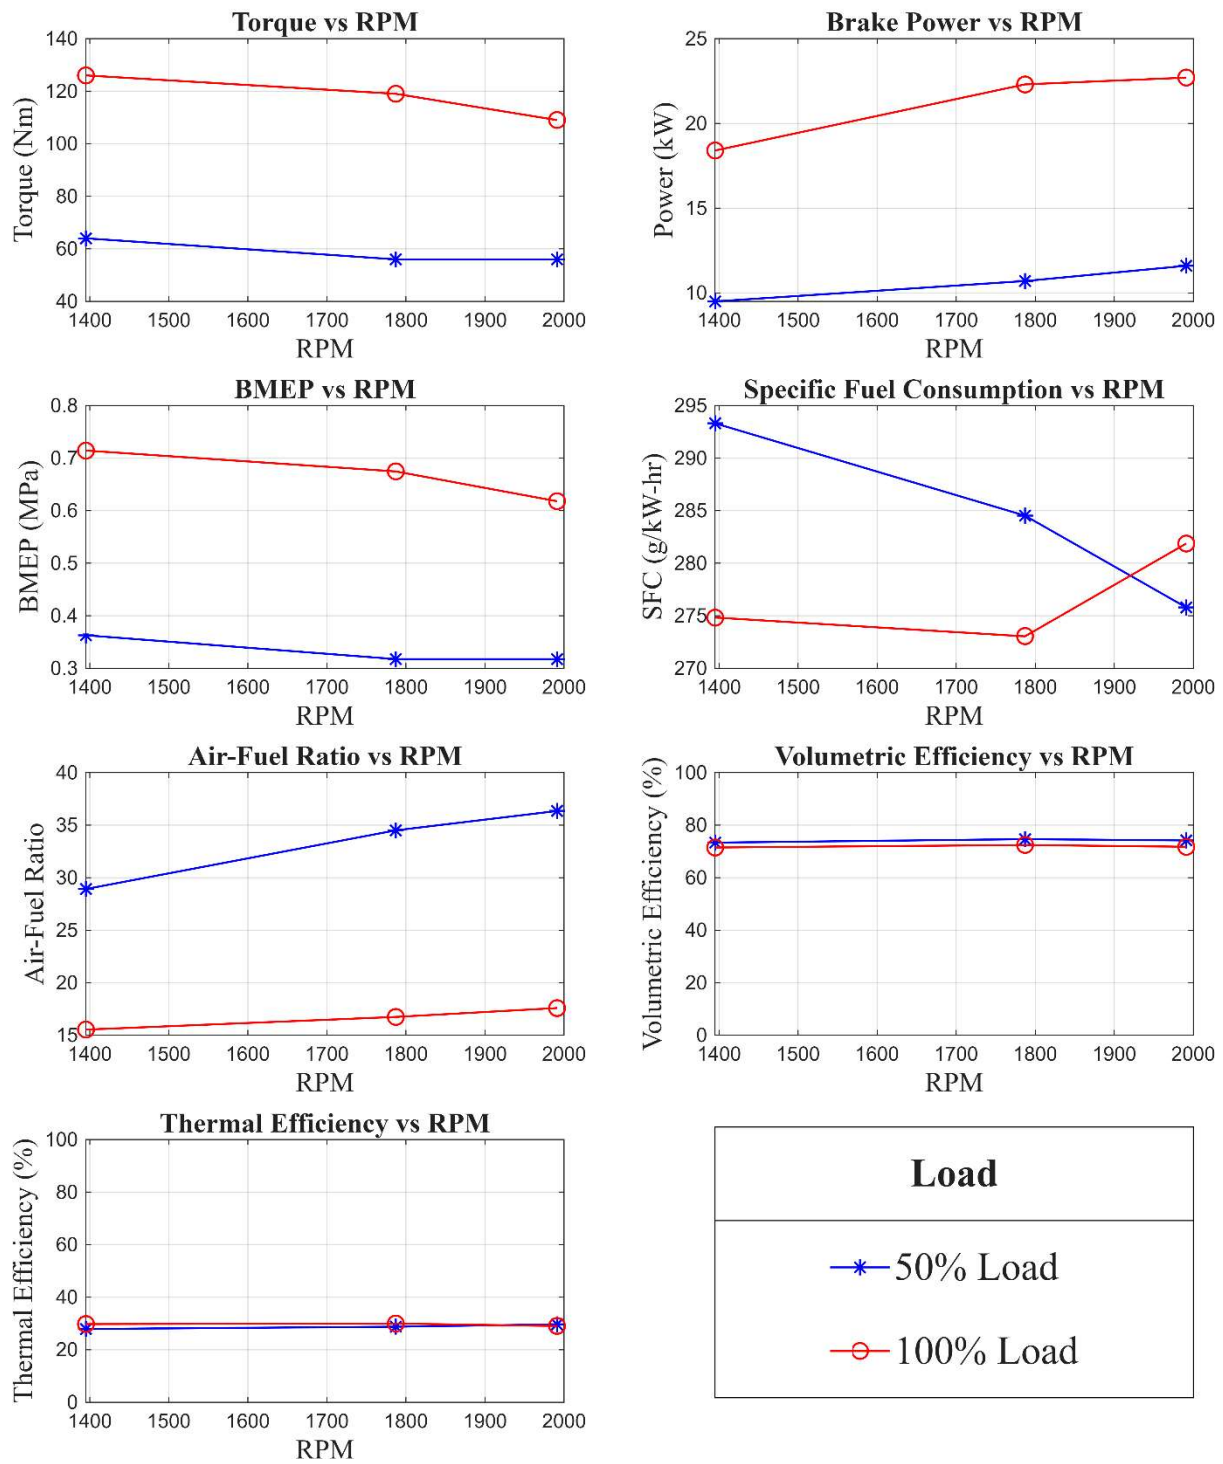 Torque vs RPM
140
120
100
80
60
40
Torque (Nm)
1400 1500 1600 1700 1800 1900 2000
RPM
Brake Power vs RPM
25
20
15
10
Power (kW)
1400 1500 1600 1700 1800 1900 2000
RPM
BMEP vs RPM
0.8
0.7
0.6
0.5
0.4
0.3
BMEP (MPa)
1400 1500 1600 1700 1800 1900 2000
RPM
Specific Fuel Consumption vs RPM
295
290
285
280
275
270
SFC (g/kW-hr)
1400 1500 1600 1700 1800 1900 2000
RPM
Air-Fuel Ratio vs RPM
40
35
30
25
20
15
Air-Fuel Ratio
1400 1500 1600 1700 1800 1900 2000
RPM
Volumetric Efficiency vs RPM
100
80
60
40
20
0
Volumetric Efficiency (%)
1400 1500 1600 1700 1800 1900 2000
RPM
Thermal Efficiency vs RPM
100
80
60
40
20
0
Thermal Efficiency (%)
1400 1500 1600 1700 1800 1900 2000
RPM
Load
50% Load
100% Load